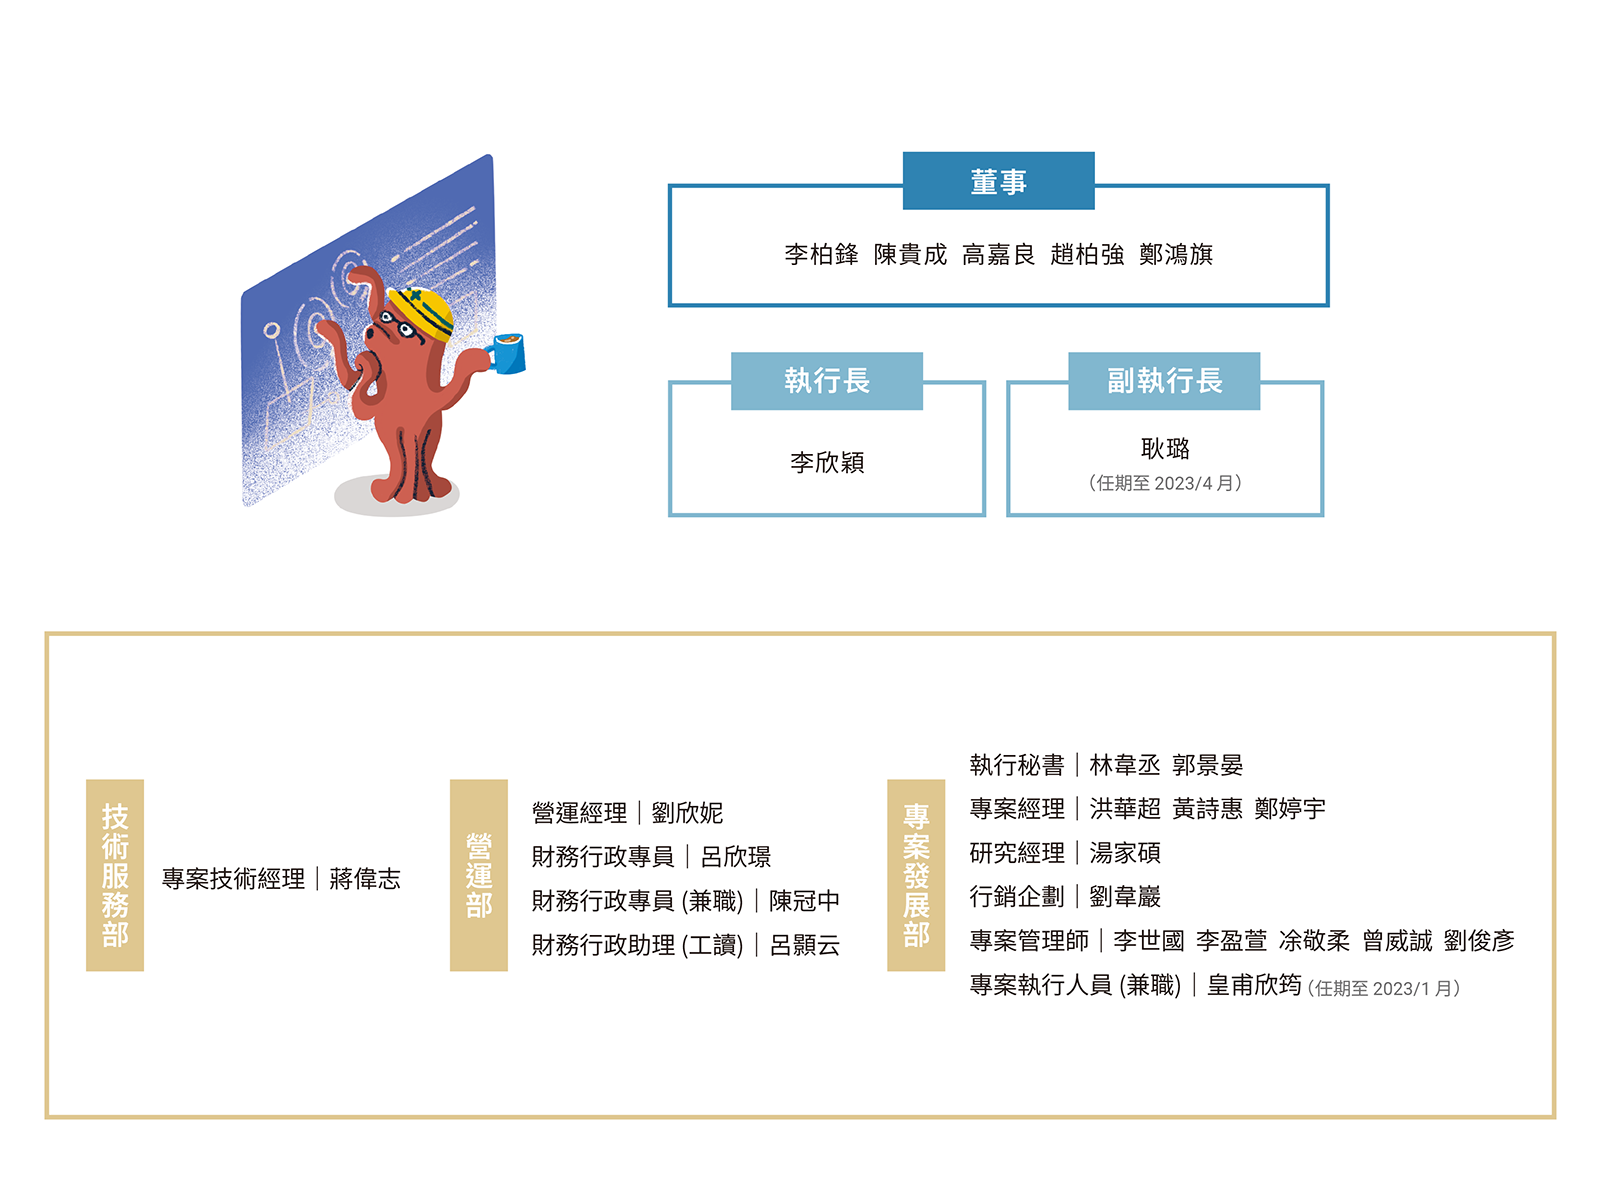 董事
李柏鋒 陳貴成 高嘉良 趙柏強 鄭鴻旗
執行長
李欣穎
副執行長
耿璐
（任期至 2023/4 月）
技術服務部
專案技術經理｜蔣偉志
營運部
營運經理｜劉欣妮
財務行政專員｜呂欣璟
財務行政專員 (兼職)｜陳冠中
財務行政助理 (工讀)｜呂顥云
專案發展部
執行秘書｜林韋丞 郭景晏
專案經理｜洪華超 黃詩惠 鄭婷宇
研究經理｜湯家碩
行銷企劃｜劉韋巖
專案管理師｜李世國 李盈萱 凃敬柔 曾威誠 劉俊彥
專案執行人員 (兼職)｜皇甫欣筠（任期至 2023/1 月）